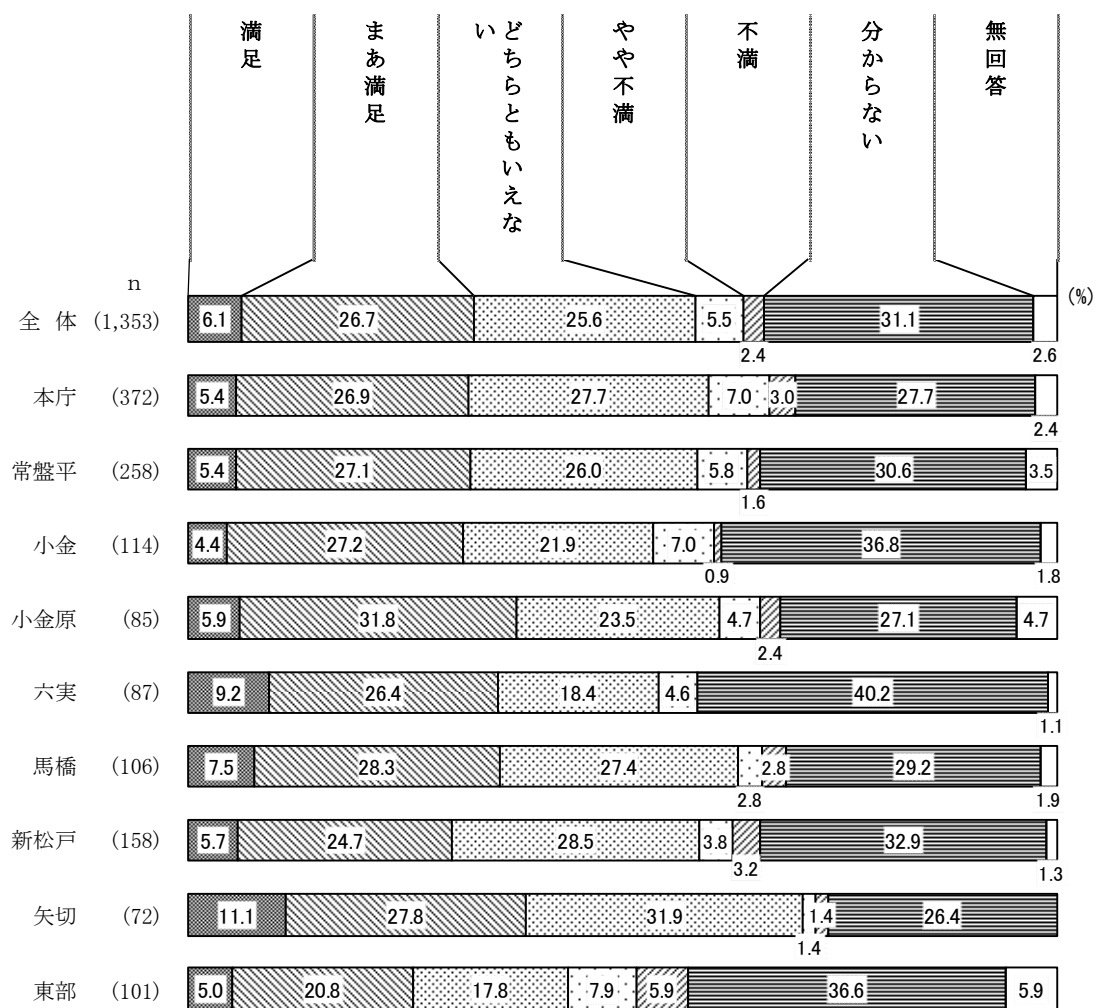 満足
まあ満足
どちらともいえな
い
やや不満
不満
分からない
無回答
n
(%)
全 体 (1,353) 6.1 26.7 25.6 5.5 31.1
2.4 2.6
本庁 (372) 5.4 26.9 27.7 7.0 3.0 27.7
2.4
常盤平 (258) 5.4 27.1 26.0 5.8 30.6 3.5
1.6
小金 (114) 4.4 27.2 21.9 7.0 36.8
0.9 1.8
小金原 (85) 5.9 31.8 23.5 4.7 27.1 4.7
2.4
六実 (87) 9.2 26.4 18.4 4.6 40.2
1.1
馬橋 (106) 7.5 28.3 27.4 2.8 29.2
2.8 1.9
新松戸 (158) 5.7 24.7 28.5 3.8 32.9
3.2 1.3
矢切 (72) 11.1 27.8 31.9 1.4 26.4
1.4
東部 (101) 5.0 20.8 17.8 7.9 5.9 36.6 5.9